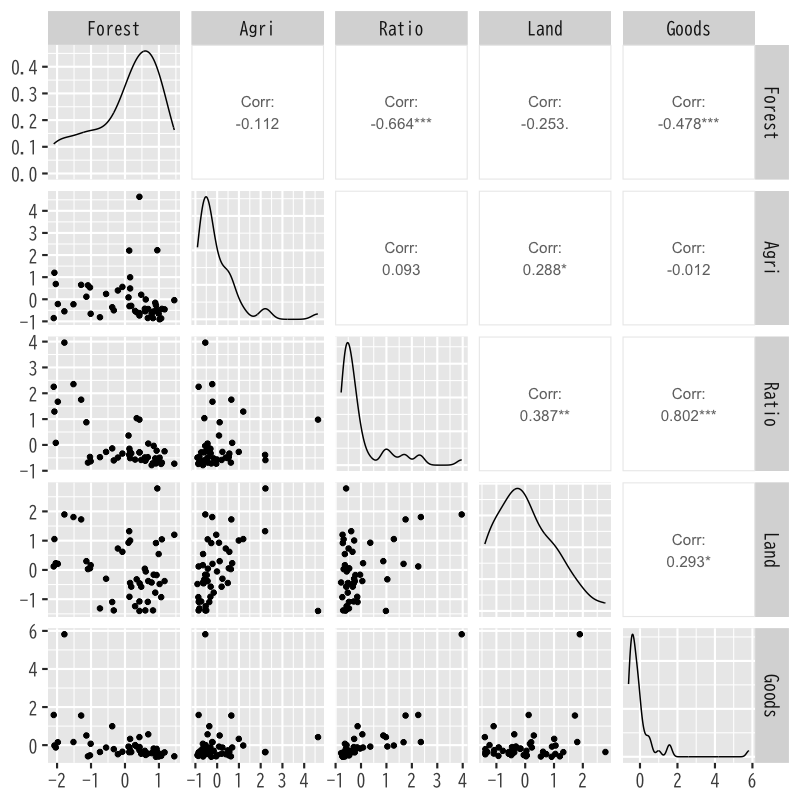 Forest Agri Ratio Land Goods
0.4
0.3
0.2
0.1
0.0
Corr:
-0.112
Corr:
-0.664***
Corr:
-0.253.
Corr:
-0.478***
Forest
4
3
2
1
0
-1
Corr:
0.093
Corr:
0.288*
Corr:
-0.012
Agri
4
3
2
1
0
-1
Corr:
0.387**
Corr:
0.802***
Ratio
2
1
0
-1
Corr:
0.293*
Land
6
4
2
0
Goods
-2 -1 0 1 -1 0 1 2 3 4 -1 0 1 2 3 4 -1 0 1 2 0 2 4 6